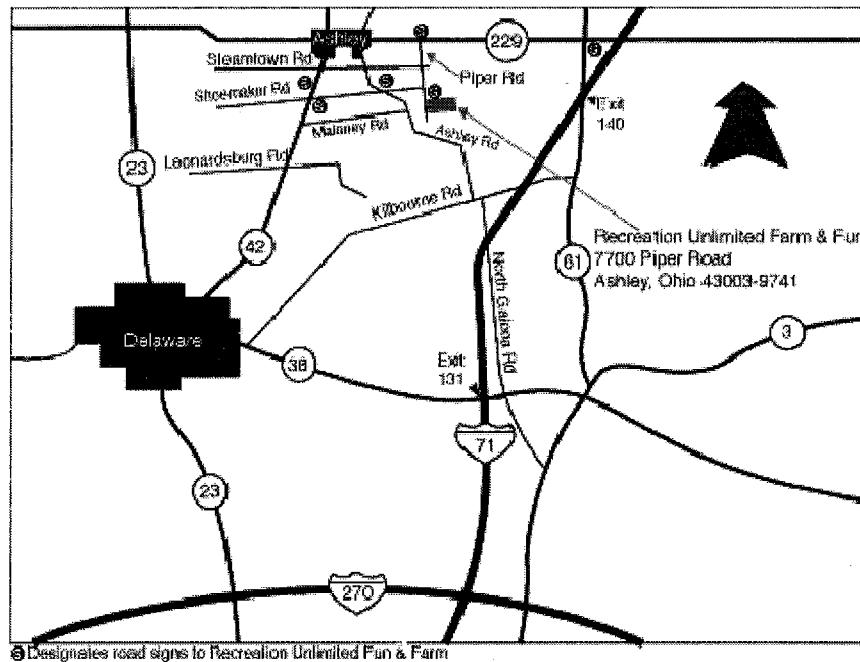 Ashley
229
Steamtown Rd
Piper Rd
Shoemaker Rd
Exit
140
Maloney Rd
Ashley Rd
23
Leonardsburg Rd
Kilbourne Rd
42
Recreation Unlimited Farm & Fun
7700 Piper Road
Ashley, Ohio 43003-9741
61
North Galena Rd
Delaware
3
36
Exit
131
71
23
270
S Designates road signs to Recreation Unlimited Fun & Farm